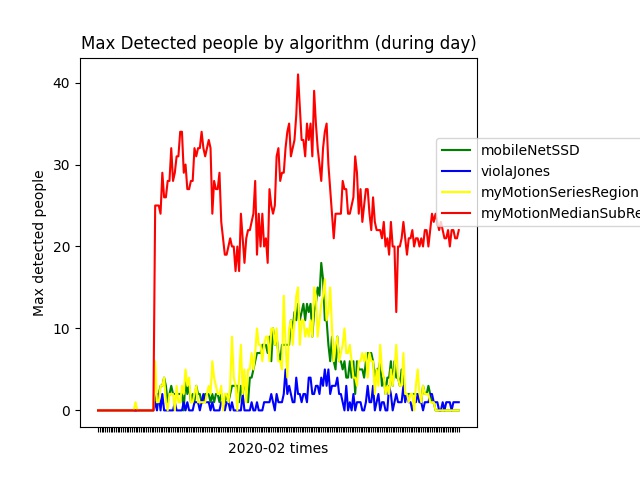 Max Detected people by algorithm (during day)
40
30
20
10
0
Max detected people
2020-02 times
mobileNetSSD
violaJones
myMotionSeriesRegion
myMotionMedianSubRe